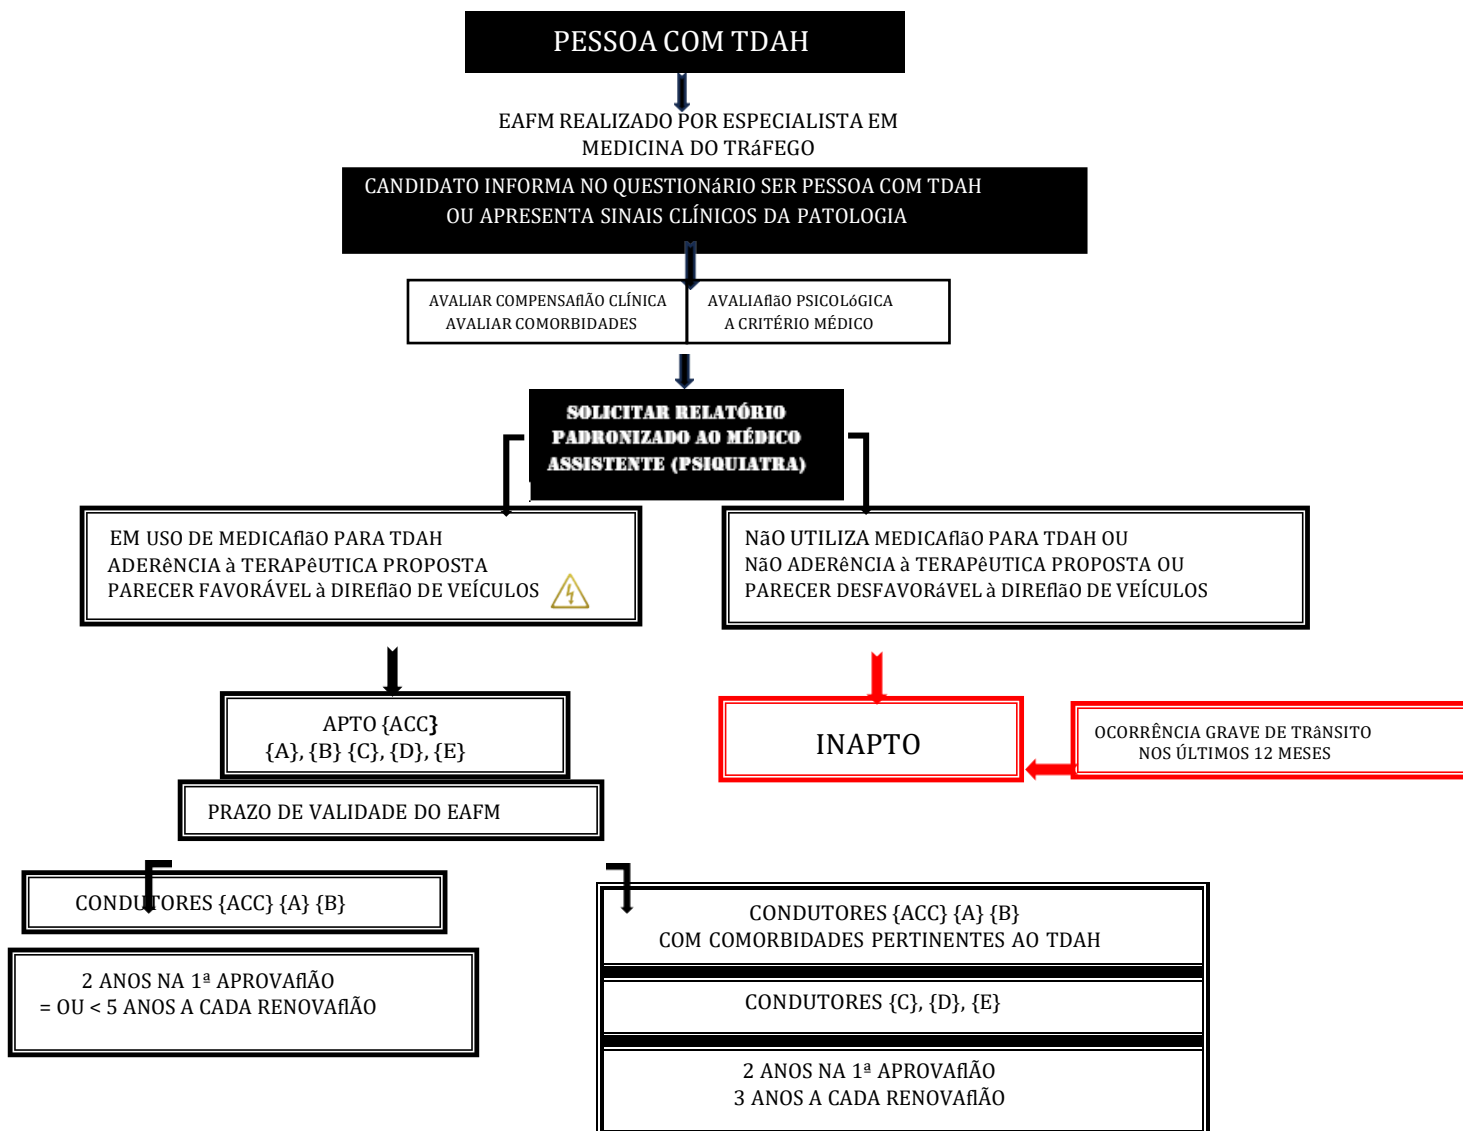 PESSOA COM TDAH
EAFM REALIZADO POR ESPECIALISTA EM
MEDICINA DO TRáFEGO
CANDIDATO INFORMA NO QUESTIONáRIO SER PESSOA COM TDAH
OU APRESENTA SINAIS CLÍNICOS DA PATOLOGIA
AVALIAR COMPENSAflÃO CLÍNICA
AVALIAR COMORBIDADES
AVALIAflãO PSICOLóGICA
A CRITÉRIO MÉDICO
SOLICITAR RELATÓRIO
PADRONIZADO AO MÉDICO
ASSISTENTE (PSIQUIATRA)
EM USO DE MEDICAflãO PARA TDAH
ADERêNCIA à TERAPêUTICA PROPOSTA
PARECER FAVORÁVEL à DIREflÃO DE VEÍCULOS
NãO UTILIZA MEDICAflãO PARA TDAH OU
NãO ADERêNCIA à TERAPêUTICA PROPOSTA OU
PARECER DESFAVORáVEL à DIREflÃO DE VEÍCULOS
APTO {ACC}
{A}, {B} {C}, {D}, {E}
INAPTO
OCORRÊNCIA GRAVE DE TRâNSITO
NOS ÚLTIMOS 12 MESES
PRAZO DE VALIDADE DO EAFM
CONDUTORES {ACC} {A} {B}
2 ANOS NA 1ª APROVAflÃO
= OU < 5 ANOS A CADA RENOVAflÃO
CONDUTORES {ACC} {A} {B}
COM COMORBIDADES PERTINENTES AO TDAH
CONDUTORES {C}, {D}, {E}
2 ANOS NA 1ª APROVAflÃO
3 ANOS A CADA RENOVAflÃO